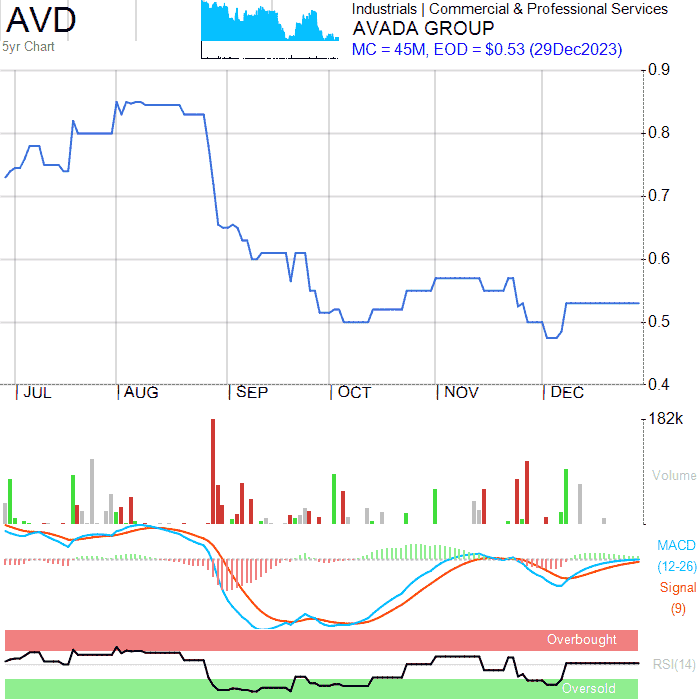 AVD
5yr Chart
Industrials | Commercial & Professional Services
AVADA GROUP
MC = 45M, EOD = $0.53 (29Dec2023)
0.9
0.8
0.7
0.6
0.5
0.4
JUL AUG SEP OCT NOV DEC
182k
Volume
MACD
(12-26)
Signal
(9)
Overbought
RSI(14)
Oversold